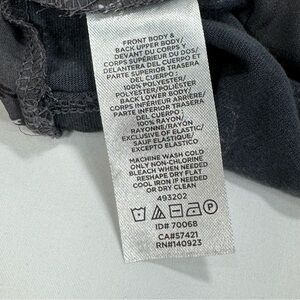 FRONT BODY &
BACK UPPER BODY/
DEVANT DU CORPS ?
CORPS SUPÉRIEUR DU DOS/
DELANTERA DEL CUERPO ?
PARTE SUPERIOR TRASERA
DEL CUERPO :
100% POLYESTER/
POLYESTER/POLIÉSTER
BACK LOWER BODY/
CORPS INFÉRIEUR ARRIÈRE/
PARTE INFERIOR TRASERA
DEL CUERPO :
100% RAYON/
RAYONNE/RAYÓN
EXCLUSIVE OF ELASTIC/
SAUF ÉLASTIQUE/
EXCEPTO ELASTICO
MACHINE WASH COLD
ONLY NON-CHLORINE
BLEACH WHEN NEEDED
RESHAPE DRY FLAT
COOL IRON IF NEEDED
OR DRY CLEAN
493202
ID# 70068
CA#57421
RN#140923